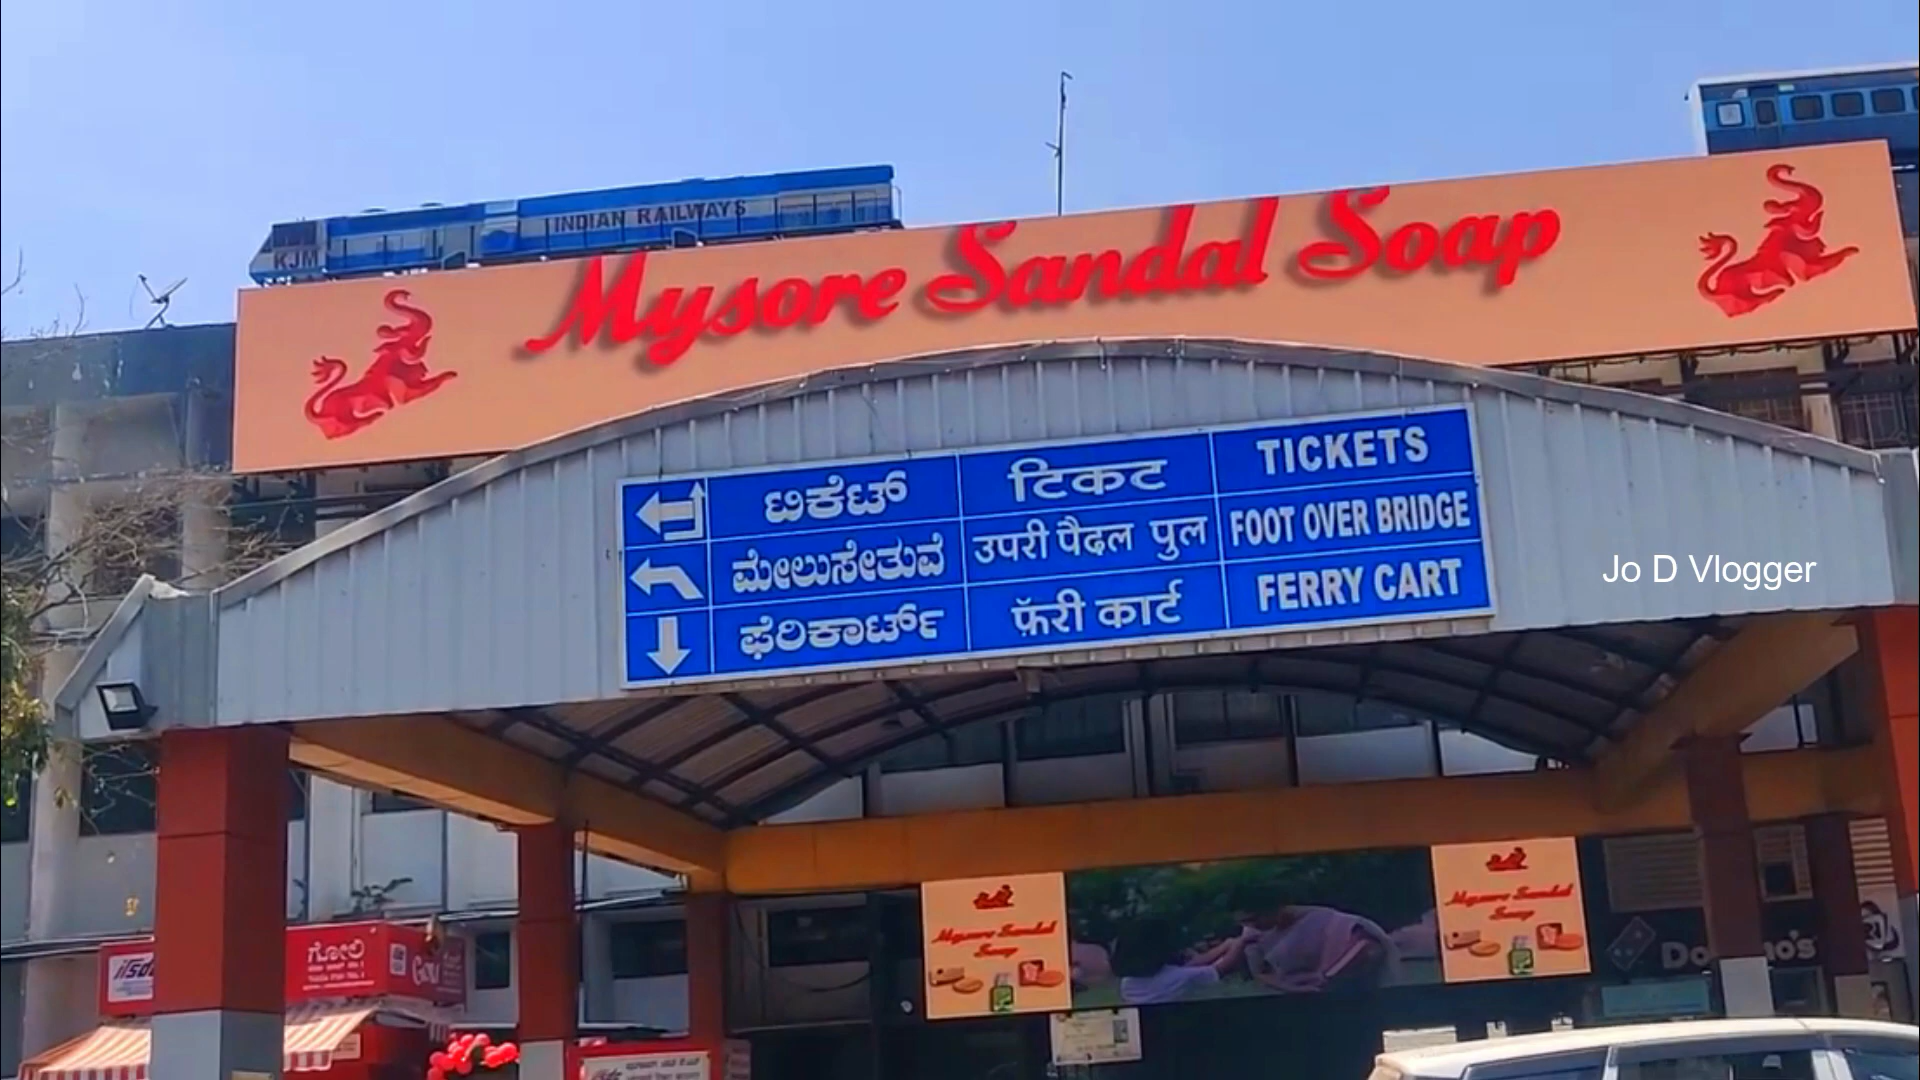 INDIAN RAILWAYS
KJM
Mysore Sandal Soap
ಟಿಕೆಟ್ टिकट TICKETS
ಮೇಲುಸೇತುವೆ उपरी पैदल पुल FOOT OVER BRIDGE
ಫೆರಿಕಾರ್ಟ್ फ़ॅरी कार्ट FERRY CART
Jo D Vlogger
Mysore Sandal
Soap
Mysore Sandal
Soap
ಗೋಲಿ